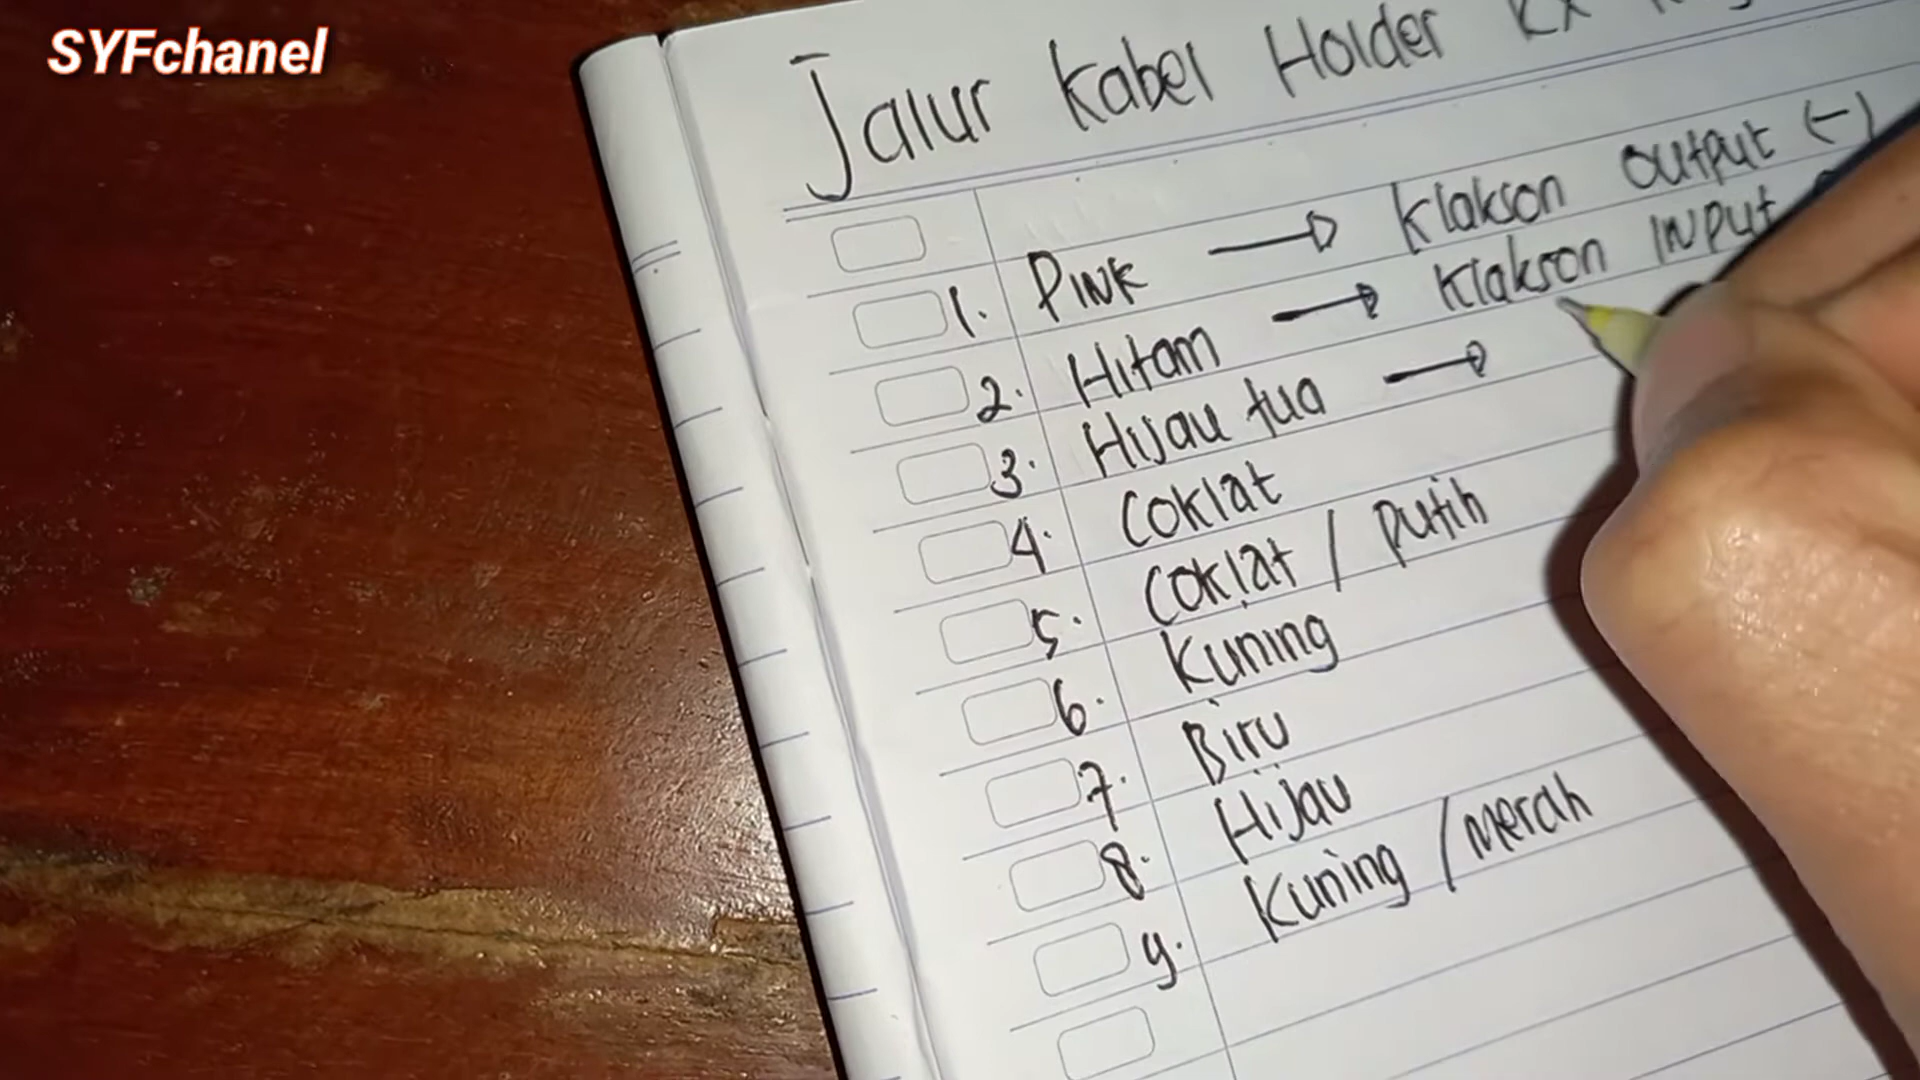 SYFchanel
Jalur Kabel Holder RX
1. Pink → Klakson Output (-)
2. Hitam → Klakson INPUT
3. Hijau tua →
4. Coklat
5. Coklat / Putih
6. Kuning
7. Biru
8. Hijau
9. Kuning / Merah